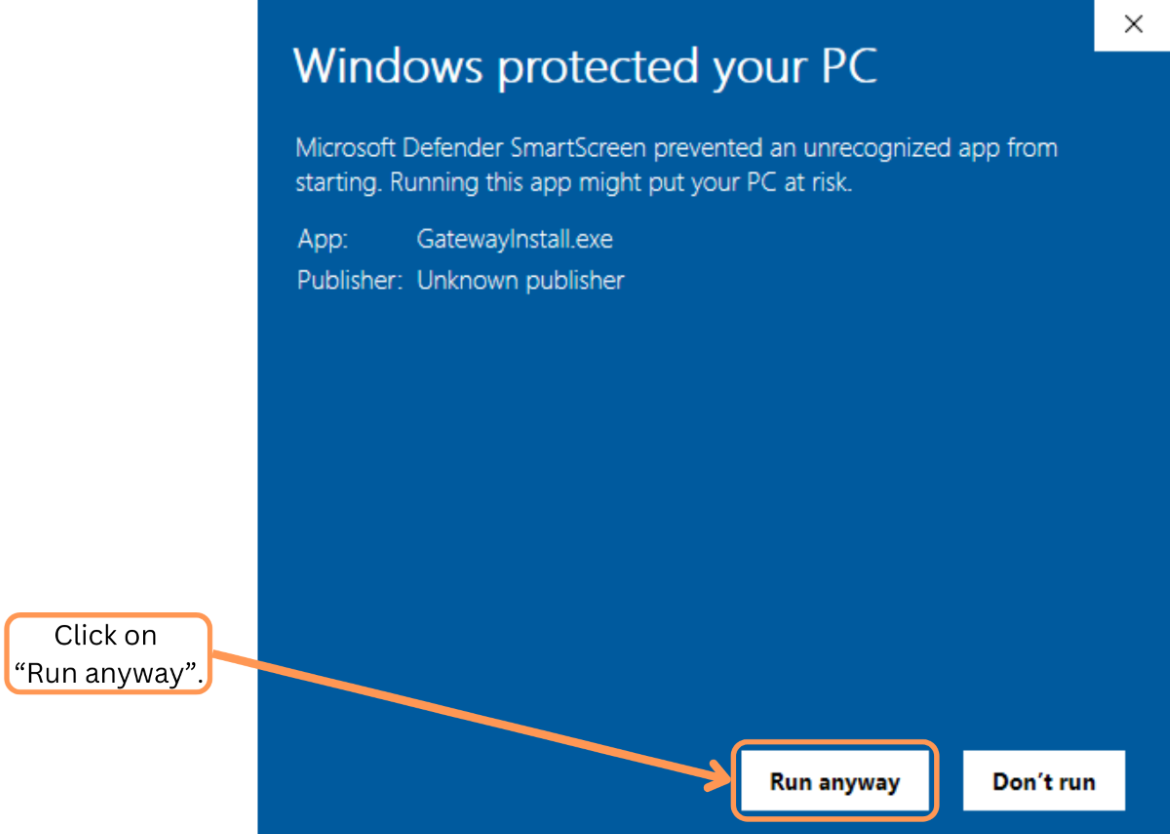 Windows protected your PC
Microsoft Defender SmartScreen prevented an unrecognized app from
starting. Running this app might put your PC at risk.
App: GatewayInstall.exe
Publisher: Unknown publisher
Click on
“Run anyway”.
Run anyway
Don’t run